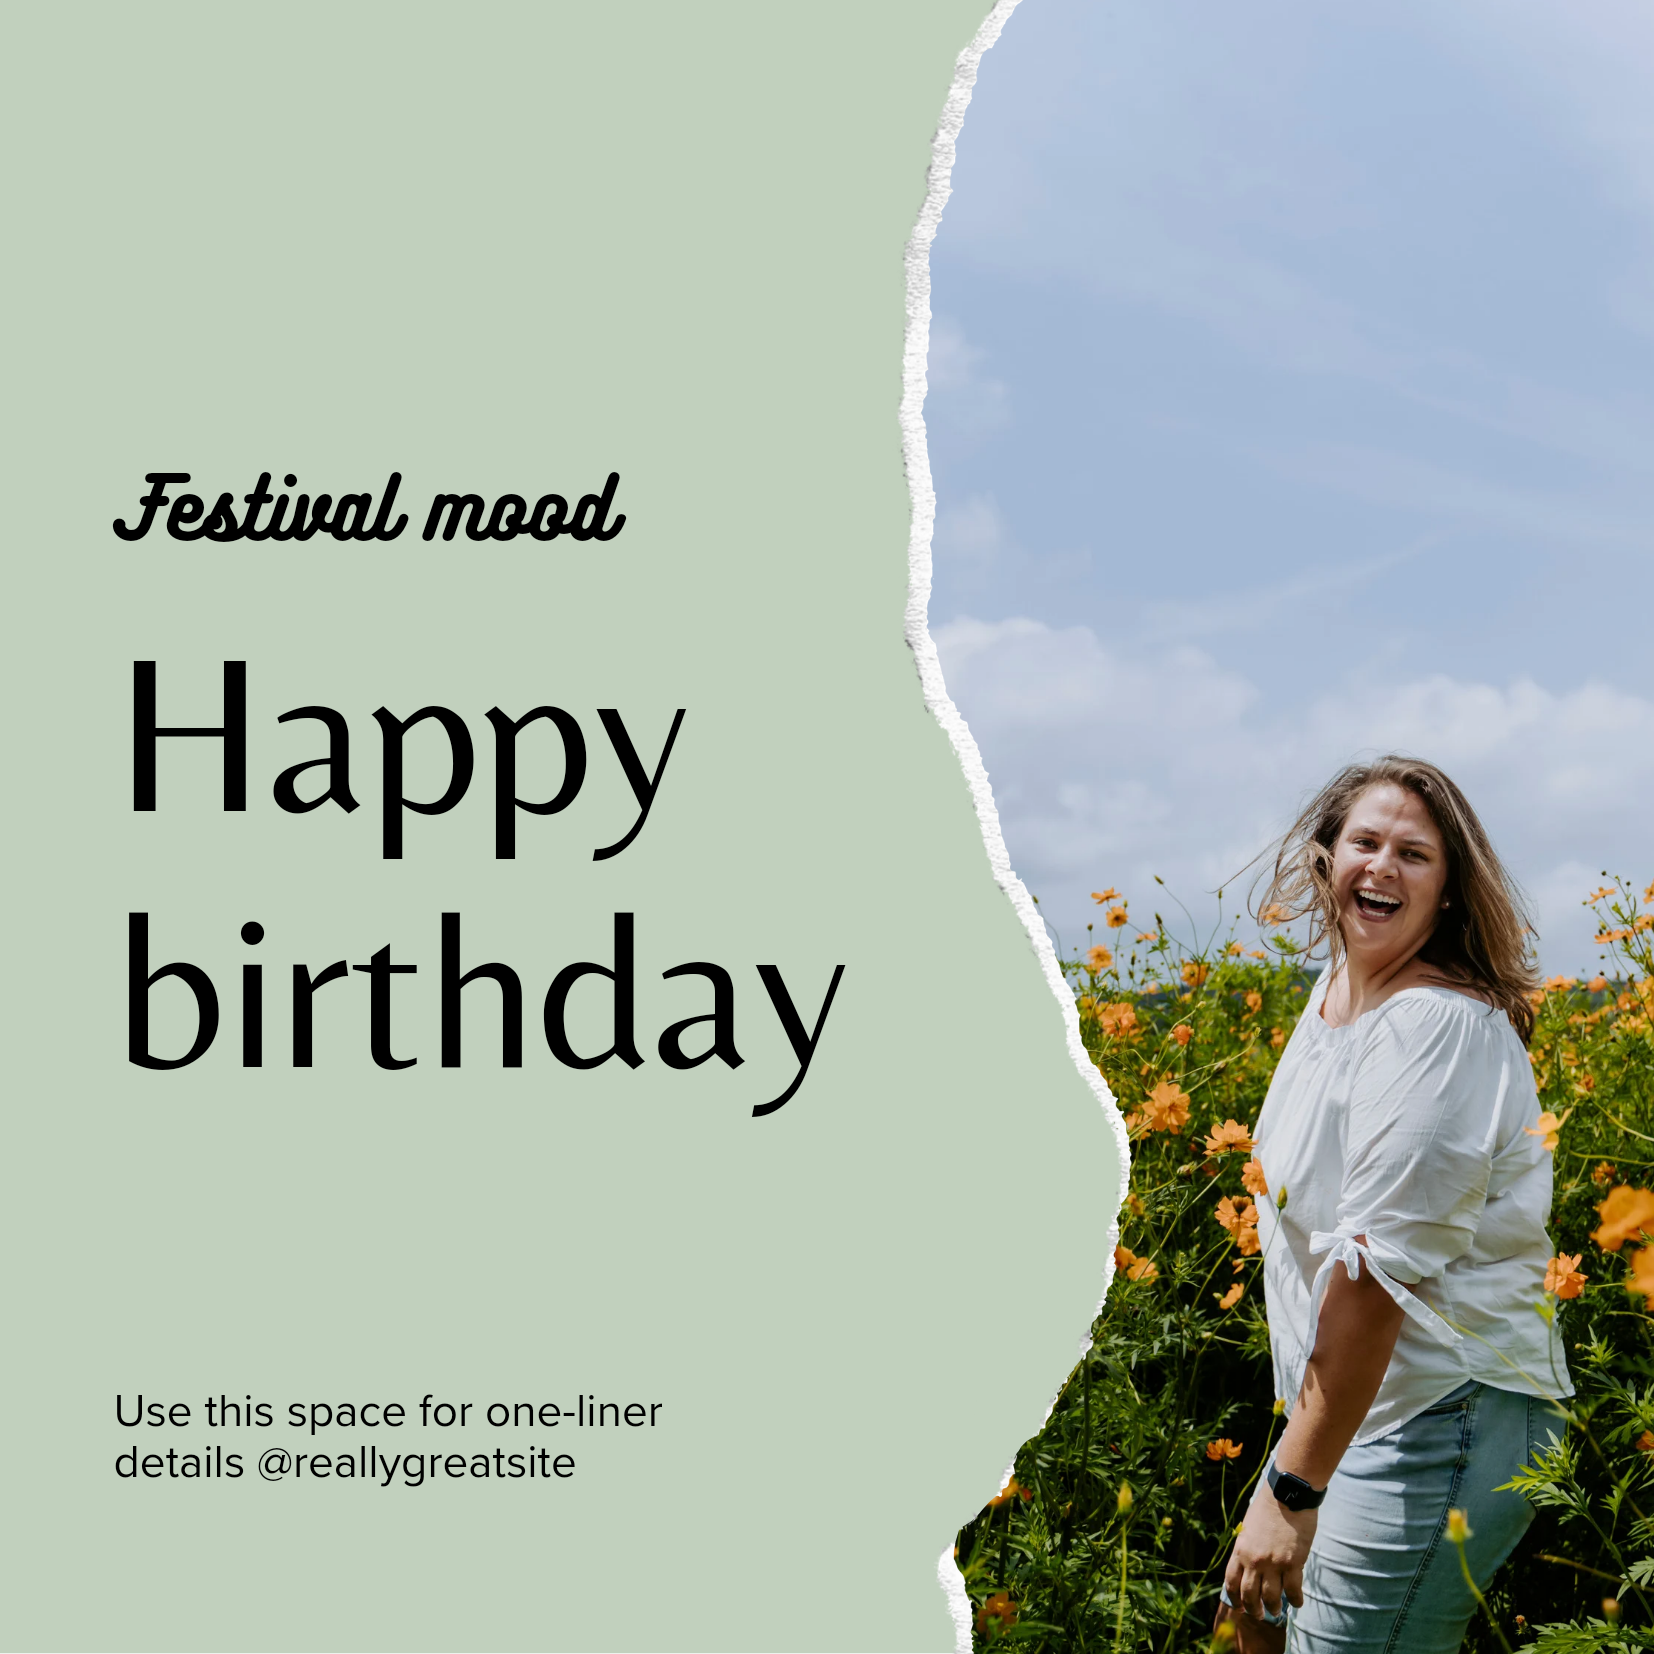 Festival mood
Happy
birthday
Use this space for one-liner
details @reallygreatsite